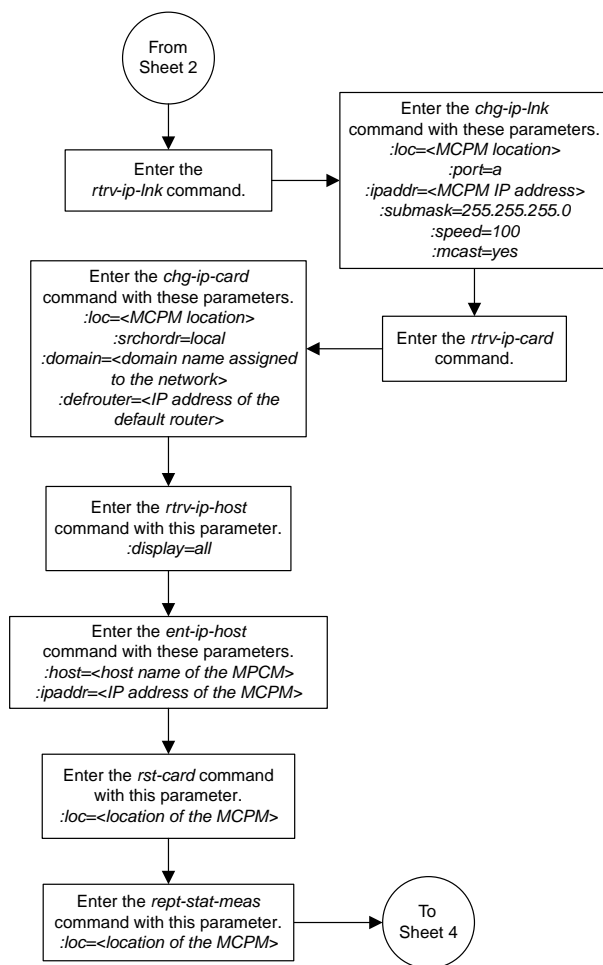 From
Sheet 2
Enter the
rtrv-ip-lnk command.
Enter the chg-ip-lnk
command with these parameters.
:loc=<MCPM location>
:port=a
:ipaddr=<MCPM IP address>
:submask=255.255.255.0
:speed=100
:mcast=yes
Enter the rtrv-ip-card
command.
Enter the chg-ip-card
command with these parameters.
:loc=<MCPM location>
:srchordr=local
:domain=<domain name assigned
to the network>
:defrouter=<IP address of the
default router>
Enter the rtrv-ip-host
command with this parameter.
:display=all
Enter the ent-ip-host
command with these parameters.
:host=<host name of the MPCM>
:ipaddr=<IP address of the MCPM>
Enter the rst-card command
with this parameter.
:loc=<location of the MCPM>
Enter the rept-stat-meas
command with this parameter.
:loc=<location of the MCPM>
To
Sheet 4